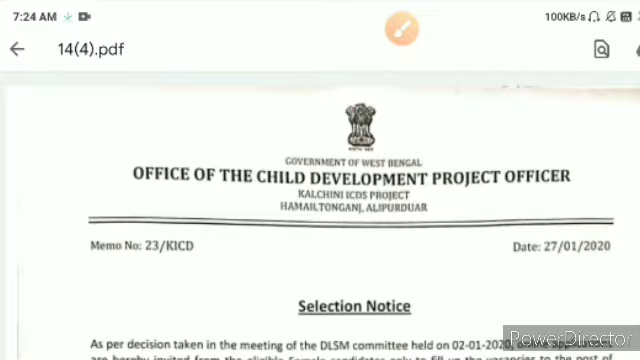 7:24 AM
100KB/s
14(4).pdf
GOVERNMENT OF WEST BENGAL
OFFICE OF THE CHILD DEVELOPMENT PROJECT OFFICER
KALCHINI ICDS PROJECT
HAMAILTONGANJ, ALIPURDUAR
Memo No: 23/KICD Date: 27/01/2020
Selection Notice
As per decision taken in the meeting of the DLSM committee held on 02-01-2020,
are hereby invited from the eligible Female candidates only to fill up the vacancies to the post of
PowerDirector